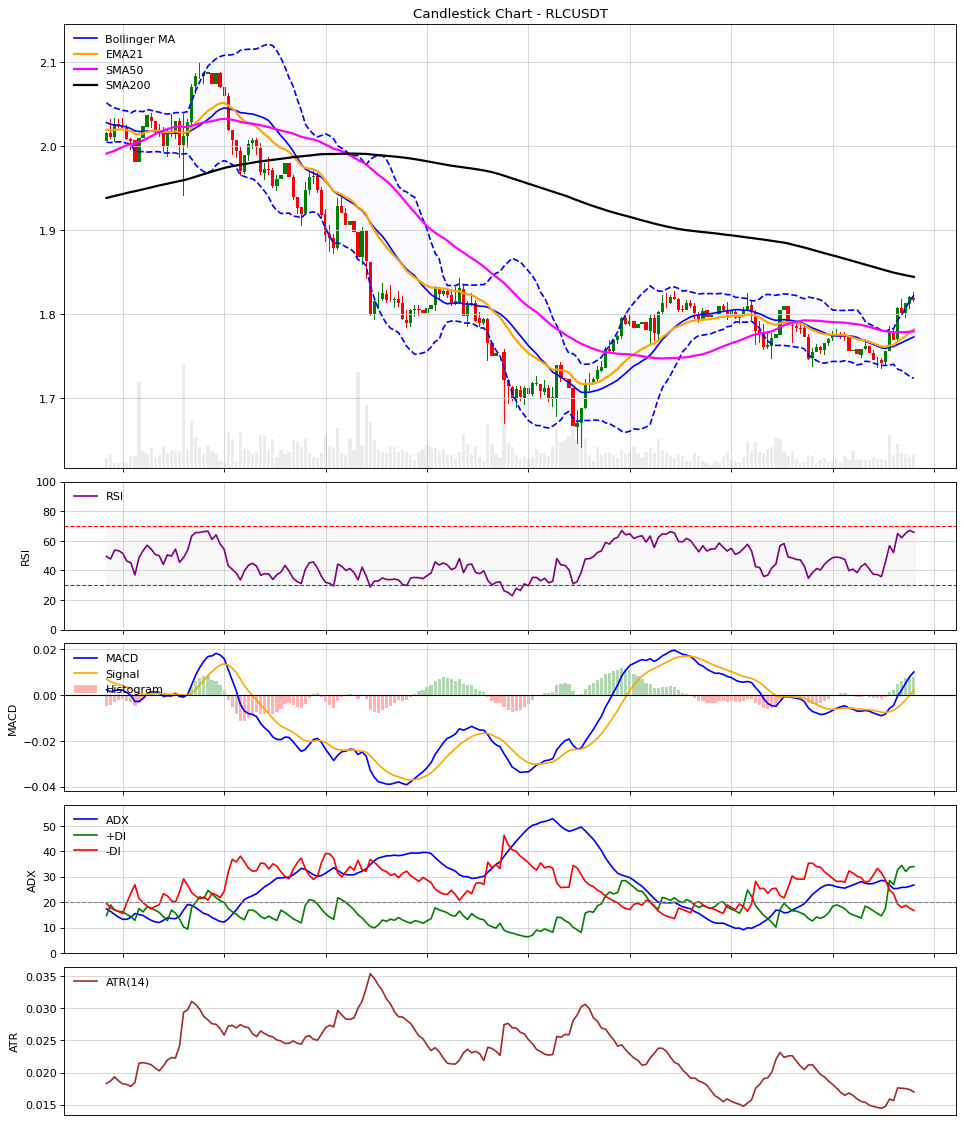 Candlestick Chart - RLCUSDT
Bollinger MA
EMA21
SMA50
SMA200
2.1
2.0
1.9
1.8
1.7
RSI
RSI
100
80
60
40
20
0
MACD
Signal
Histogram
MACD
0.02
0.00
−0.02
−0.04
ADX
+DI
-DI
ADX
50
40
30
20
10
0
ATR(14)
ATR
0.035
0.030
0.025
0.020
0.015